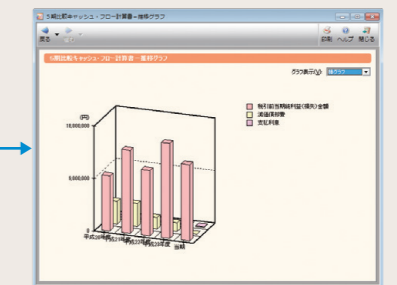 5期比較キャッシュ・フロー計算書-推移グラフ
戻る
印刷 ヘルプ 閉じる
5期比較キャッシュ・フロー計算書-推移グラフ
グラフ表示(V) 棒グラフ
(円)
税引前当期純利益(損失)金額
減価償却費
支払利息
10,000,000
5,000,000
0
平成20年度 平成21年度 平成22年度 平成23年度 当期